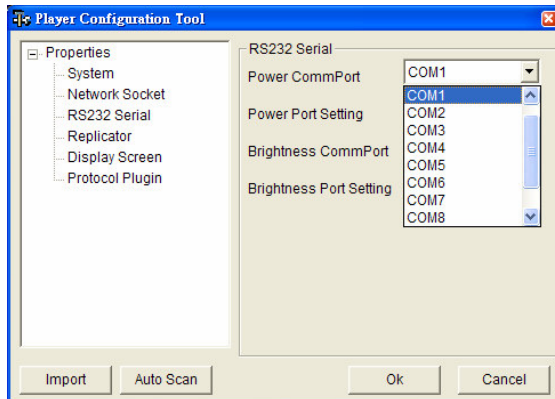 Player Configuration Tool
Properties
System
Network Socket
RS232 Serial
Replicator
Display Screen
Protocol Plugin
RS232 Serial
Power CommPort
COM1
Power Port Setting
Brightness CommPort
Brightness Port Setting
COM1
COM2
COM3
COM4
COM5
COM6
COM7
COM8
Import
Auto Scan
Ok
Cancel